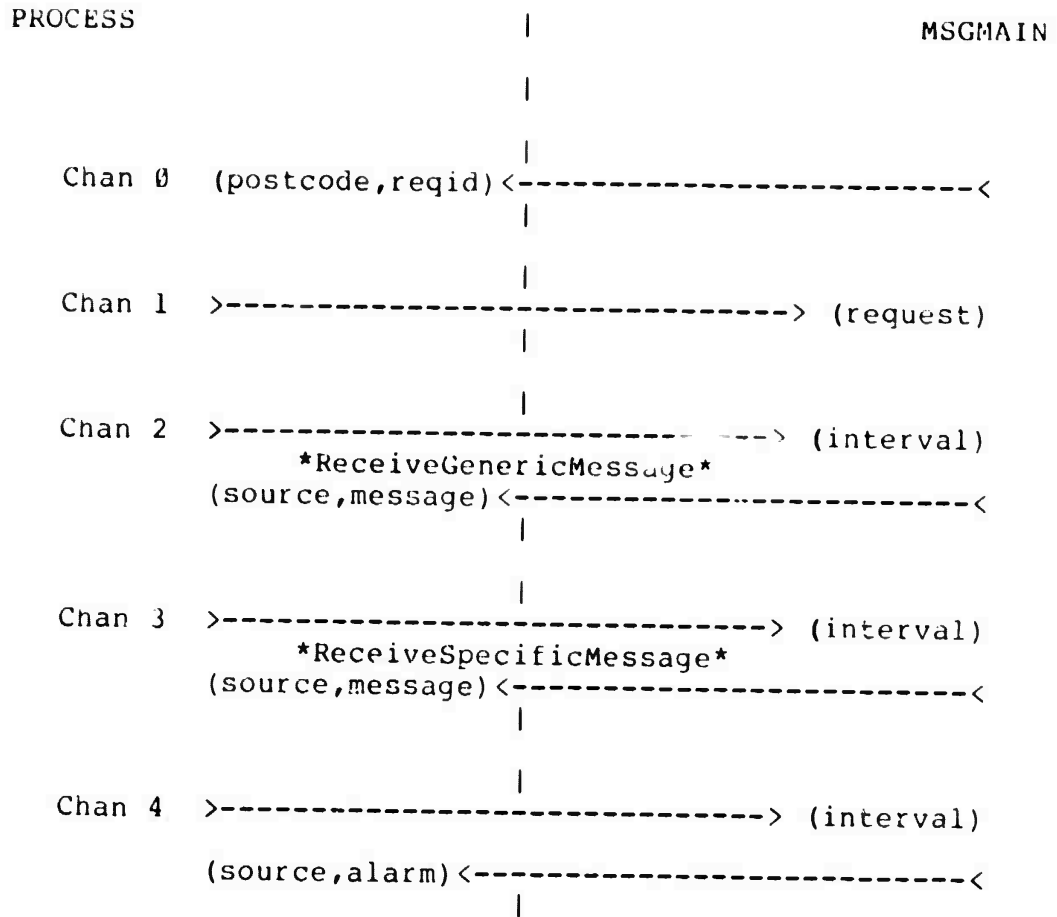 PROCESS | MSGMAIN
|
|
Chan 0 (postcode,reqid)<-------------------------<
|
|
Chan 1 >-------------------------------> (request)
|
|
Chan 2 >------------------------------> (interval)
*ReceiveGenericMessage*
(source,message)<-------------------------<
|
|
Chan 3 >------------------------------> (interval)
*ReceiveSpecificMessage*
(source,message)<-------------------------<
|
|
Chan 4 >------------------------------> (interval)
(source,alarm)<---------------------------<
|